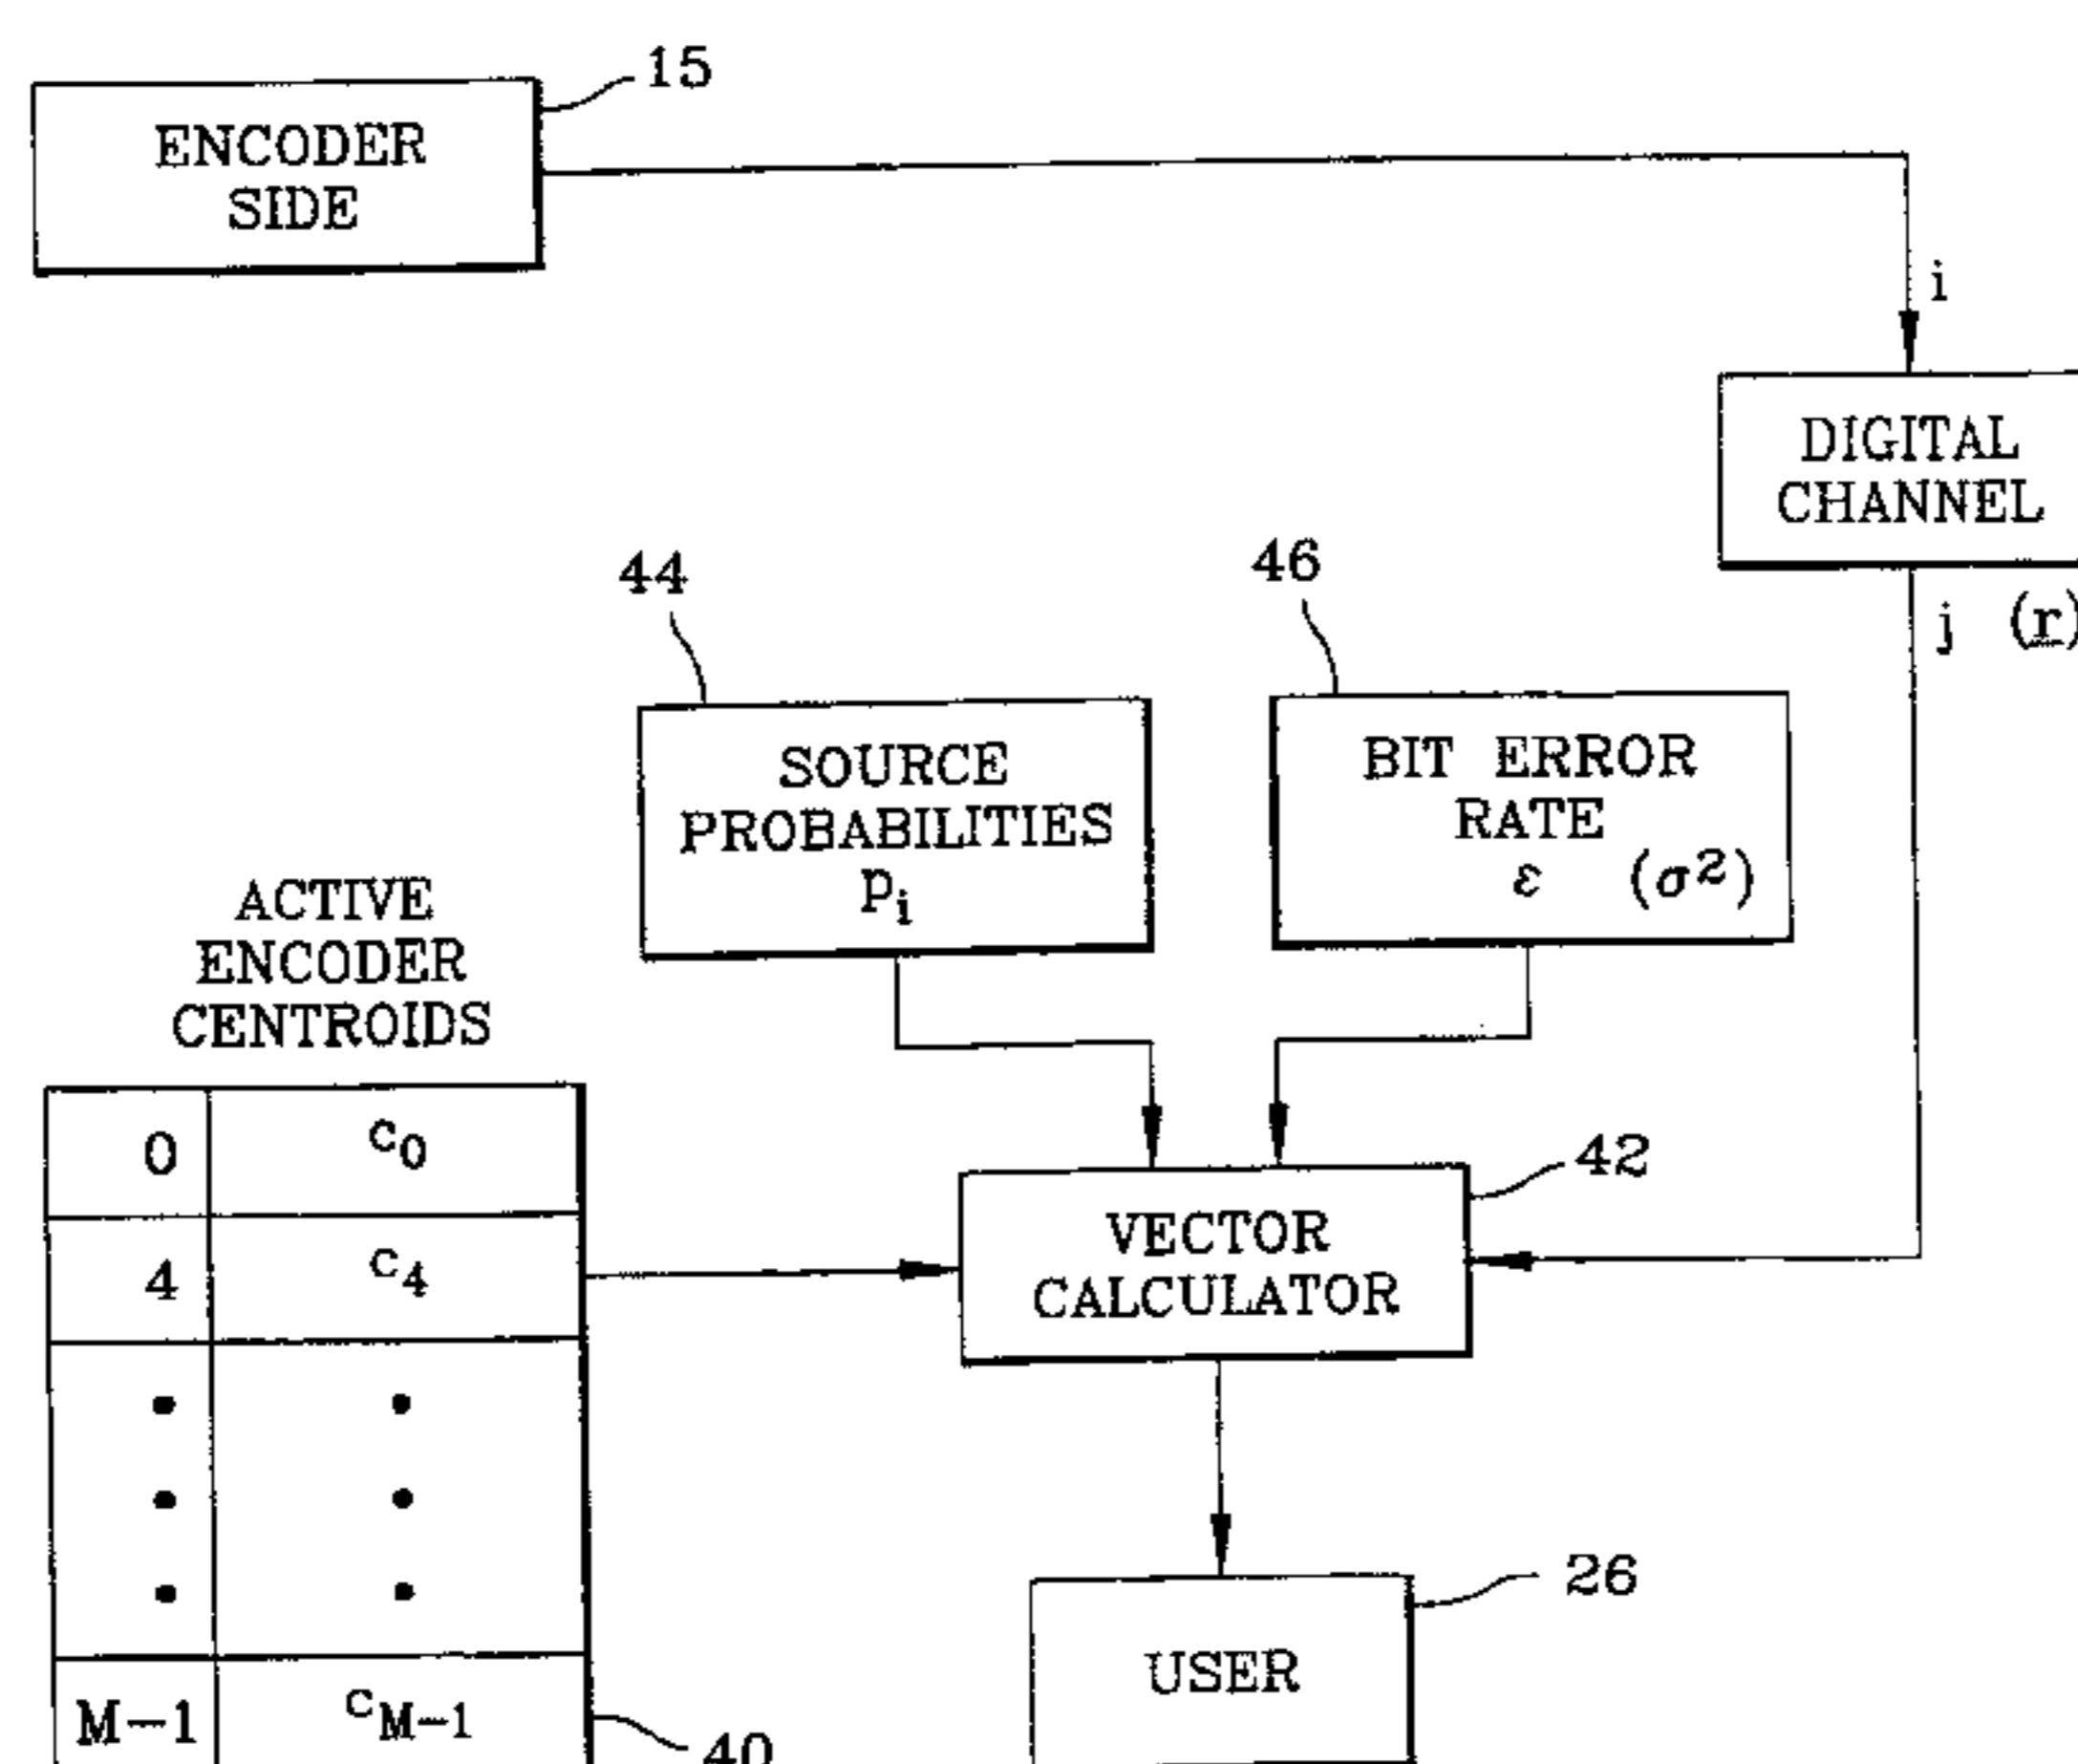 15
ENCODER
SIDE
i
DIGITAL
CHANNEL
j (r)
44
46
SOURCE
PROBABILITIES
pᵢ
BIT ERROR
RATE
ε (σ²)
ACTIVE
ENCODER
CENTROIDS
0 c₀
4 c₄
42
VECTOR
CALCULATOR
26
USER
M-1 c_M-1
40